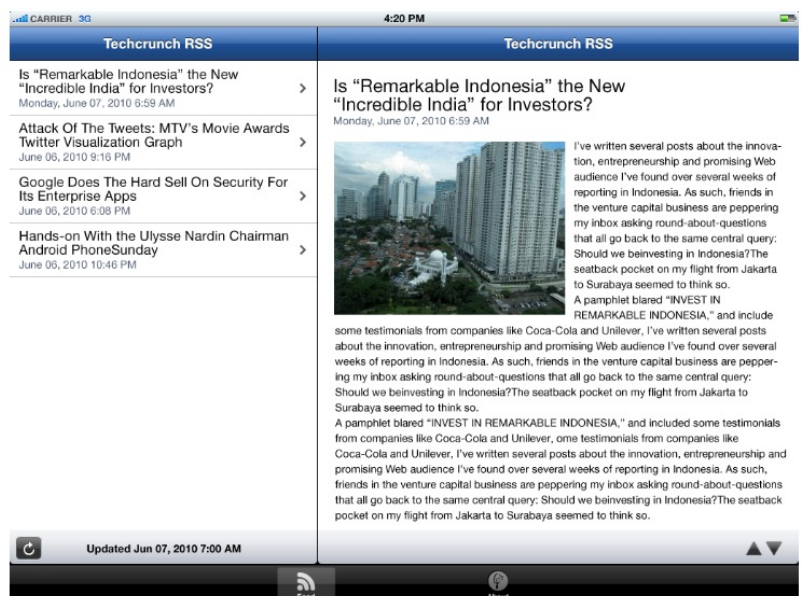 CARRIER 3G
4:20 PM
Techcrunch RSS
Is “Remarkable Indonesia” the New
“Incredible India” for Investors?
Monday, June 07, 2010 6:59 AM
Attack Of The Tweets: MTV's Movie Awards
Twitter Visualization Graph
June 06, 2010 9:16 PM
Google Does The Hard Sell On Security For
Its Enterprise Apps
June 06, 2010 6:08 PM
Hands-on With the Ulysse Nardin Chairman
Android PhoneSunday
June 06, 2010 10:46 PM
Updated Jun 07, 2010 7:00 AM
Techcrunch RSS
Is “Remarkable Indonesia” the New
“Incredible India” for Investors?
Monday, June 07, 2010 6:59 AM
I've written several posts about the innova-
tion, entrepreneurship and promising Web
audience I've found over several weeks of
reporting in Indonesia. As such, friends in
the venture capital business are peppering
my inbox asking round-about-questions
that all go back to the same central query:
Should we beinvesting in Indonesia?The
seatback pocket on my flight from Jakarta
to Surabaya seemed to think so.
A pamphlet blared “INVEST IN
REMARKABLE INDONESIA,” and include
some testimonials from companies like Coca-Cola and Unilever, I've written several posts
about the innovation, entrepreneurship and promising Web audience I've found over several
weeks of reporting in Indonesia. As such, friends in the venture capital business are pepper-
ing my inbox asking round-about-questions that all go back to the same central query:
Should we beinvesting in Indonesia?The seatback pocket on my flight from Jakarta to
Surabaya seemed to think so.
A pamphlet blared “INVEST IN REMARKABLE INDONESIA,” and included some testimonials
from companies like Coca-Cola and Unilever, ome testimonials from companies like
Coca-Cola and Unilever, I've written several posts about the innovation, entrepreneurship and
promising Web audience I've found over several weeks of reporting in Indonesia. As such,
friends in the venture capital business are peppering my inbox asking round-about-questions
that all go back to the same central query: Should we beinvesting in Indonesia?The seatback
pocket on my flight from Jakarta to Surabaya seemed to think so.